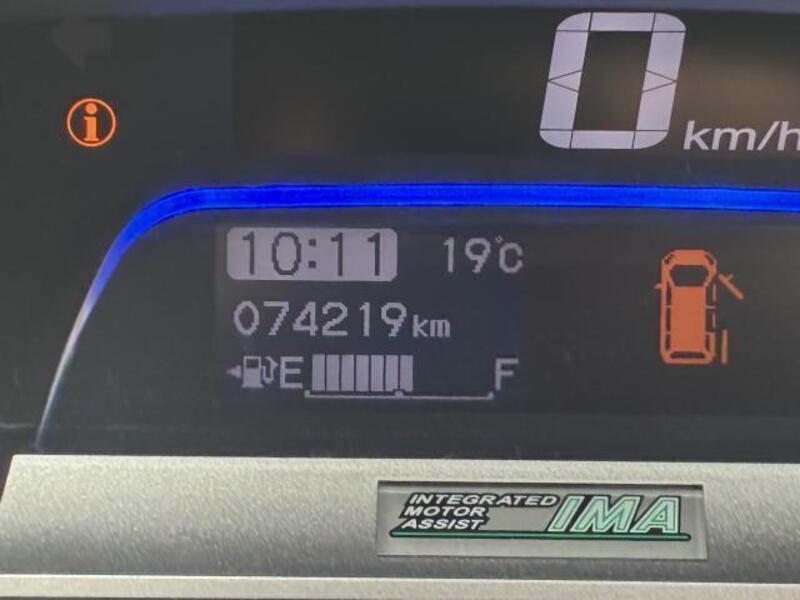 0 km/h
i
10:11 19°C
074219km
E F
INTEGRATED
MOTOR
ASSIST
IMA